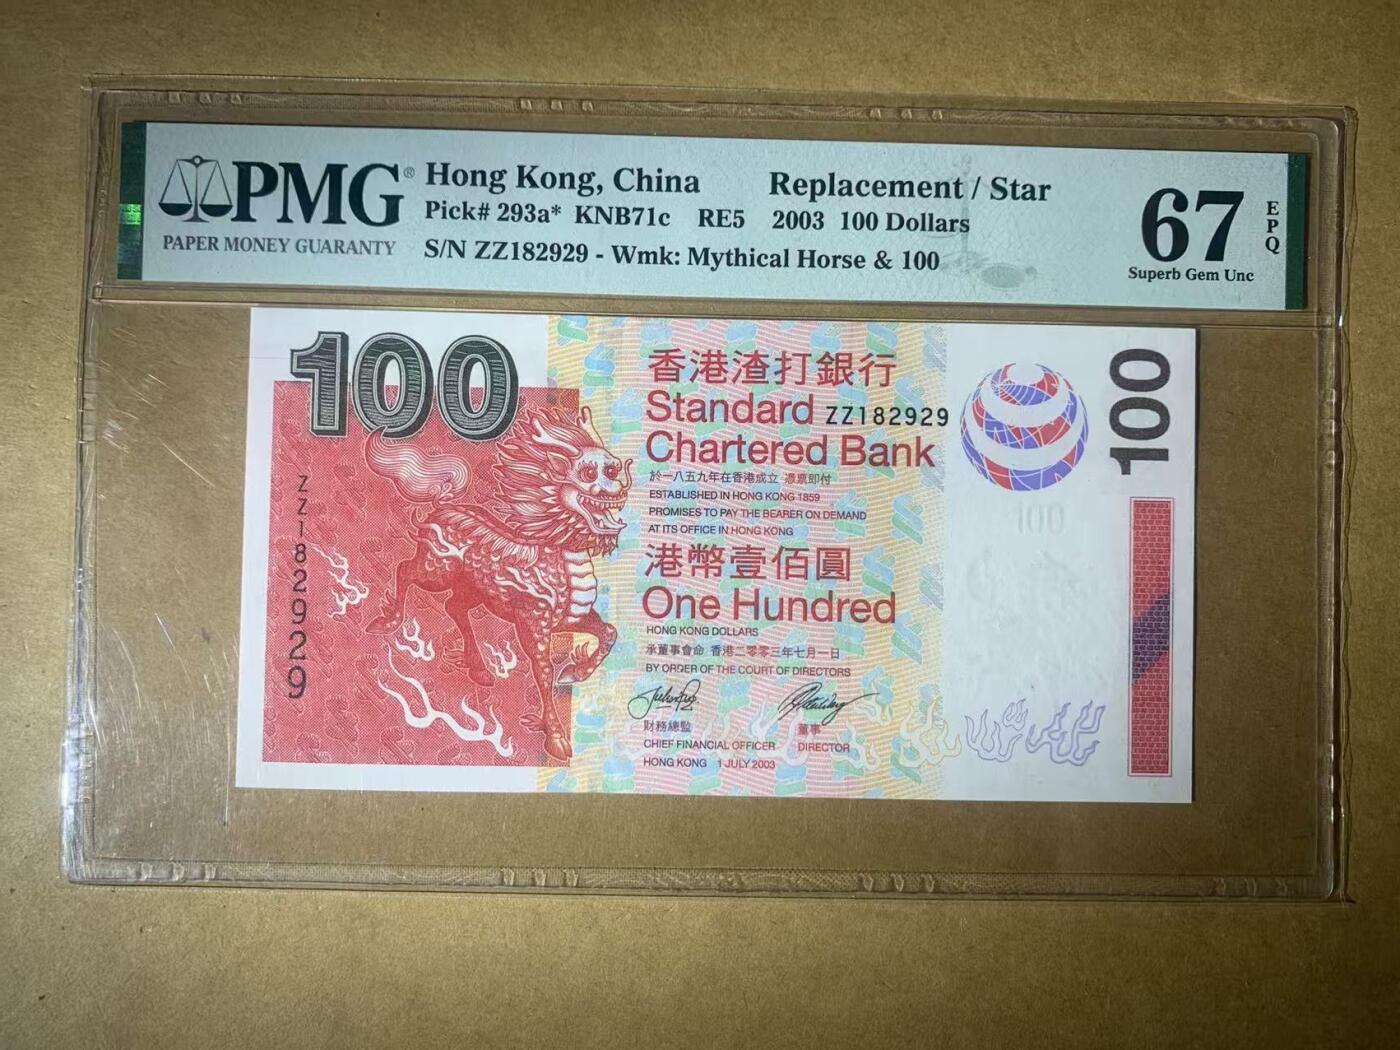 PMG®
PAPER MONEY GUARANTY
Hong Kong, China Replacement / Star
Pick# 293a* KNB71c RE5 2003 100 Dollars
S/N ZZ182929 - Wmk: Mythical Horse & 100
67
EPQ
Superb Gem Unc
100
香港渣打銀行
Standard
ZZ182929
Chartered Bank
於一八五九年在香港成立 憑票即付
ESTABLISHED IN HONG KONG 1859
PROMISES TO PAY THE BEARER ON DEMAND
AT ITS OFFICE IN HONG KONG
港幣壹佰圓
One Hundred
HONG KONG DOLLARS
承董事會命 香港二零零三年七月一日
BY ORDER OF THE COURT OF DIRECTORS
財務總監 董事
CHIEF FINANCIAL OFFICER DIRECTOR
HONG KONG 1 JULY 2003
ZZ182929
100
100